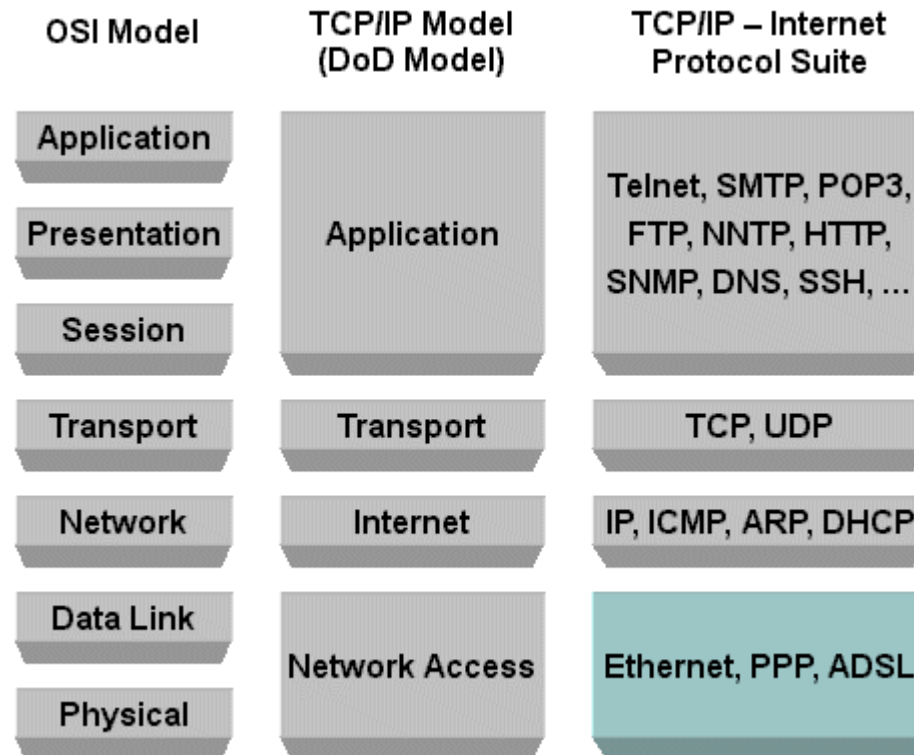 OSI Model
TCP/IP Model
(DoD Model)
TCP/IP – Internet
Protocol Suite
Application
Presentation
Session
Transport
Network
Data Link
Physical
Application
Transport
Internet
Network Access
Telnet, SMTP, POP3,
FTP, NNTP, HTTP,
SNMP, DNS, SSH, ...
TCP, UDP
IP, ICMP, ARP, DHCP
Ethernet, PPP, ADSL